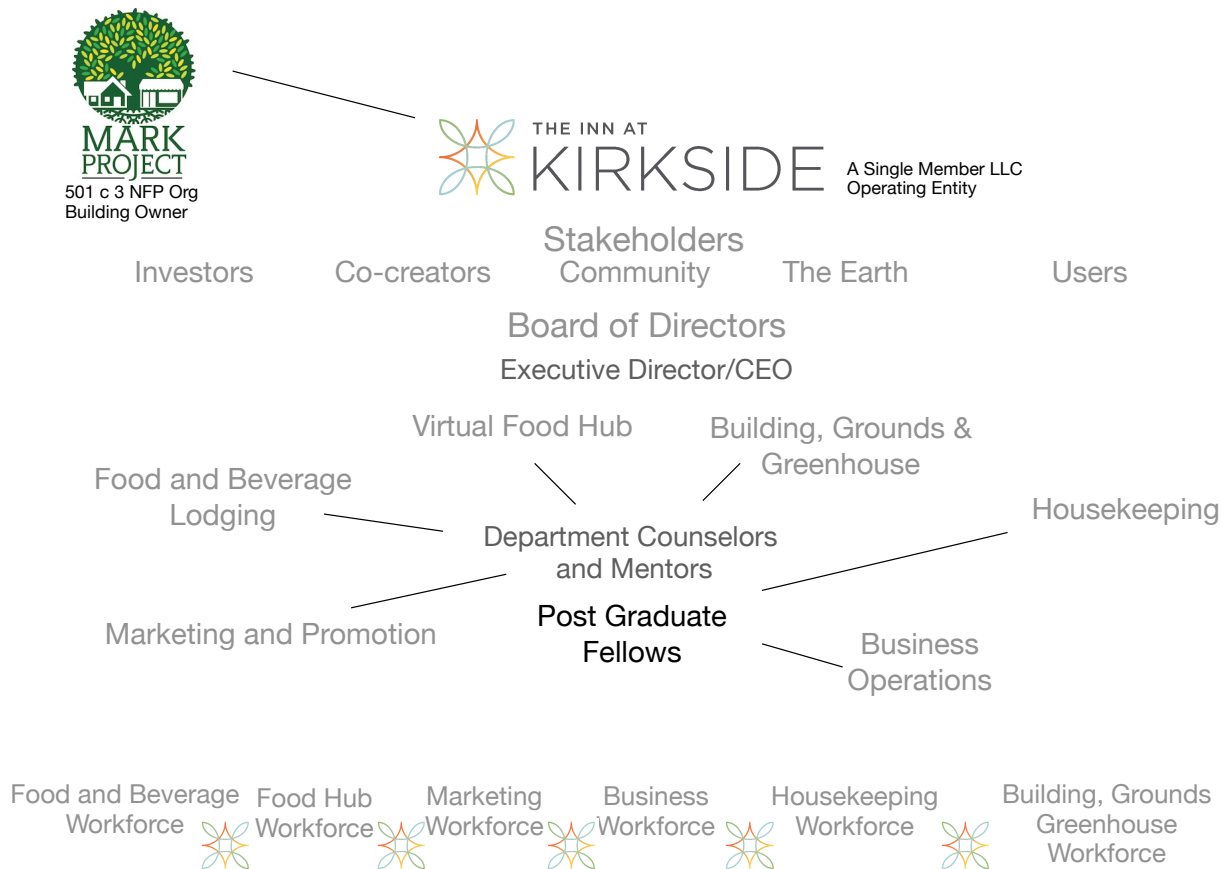 MARK
PROJECT
501 c 3 NFP Org
Building Owner
THE INN AT
KIRKSIDE
A Single Member LLC
Operating Entity
Stakeholders
Investors
Co-creators
Community
The Earth
Users
Board of Directors
Executive Director/CEO
Virtual Food Hub
Building, Grounds &
Greenhouse
Food and Beverage
Lodging
Housekeeping
Department Counselors
and Mentors
Post Graduate
Fellows
Marketing and Promotion
Business
Operations
Food and Beverage
Workforce
Food Hub
Workforce
Marketing
Workforce
Business
Workforce
Housekeeping
Workforce
Building, Grounds
Greenhouse
Workforce